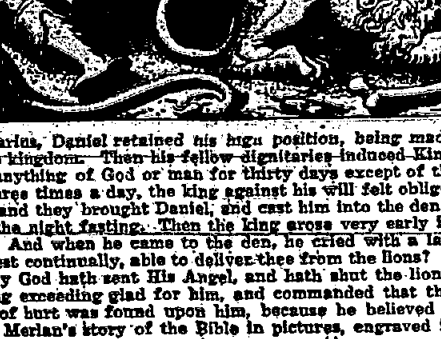 arius, Daniel retained his high position, being mad
kingdom. Then his fellow dignitaries induced Kin
anything of God or man for thirty days except of t
three times a day, the king against his will felt oblig
and they brought Daniel, and cast him into the den
the night fasting. Then the king arose very early i
And when he came to the den, he cried with a la
est continually, able to deliver thee from the lions?
y God hath sent His Angel, and hath shut the lion
g exceeding glad for him, and commanded that th
of hurt was found upon him, because he believed
Merian's story of the Bible in pictures, engraved